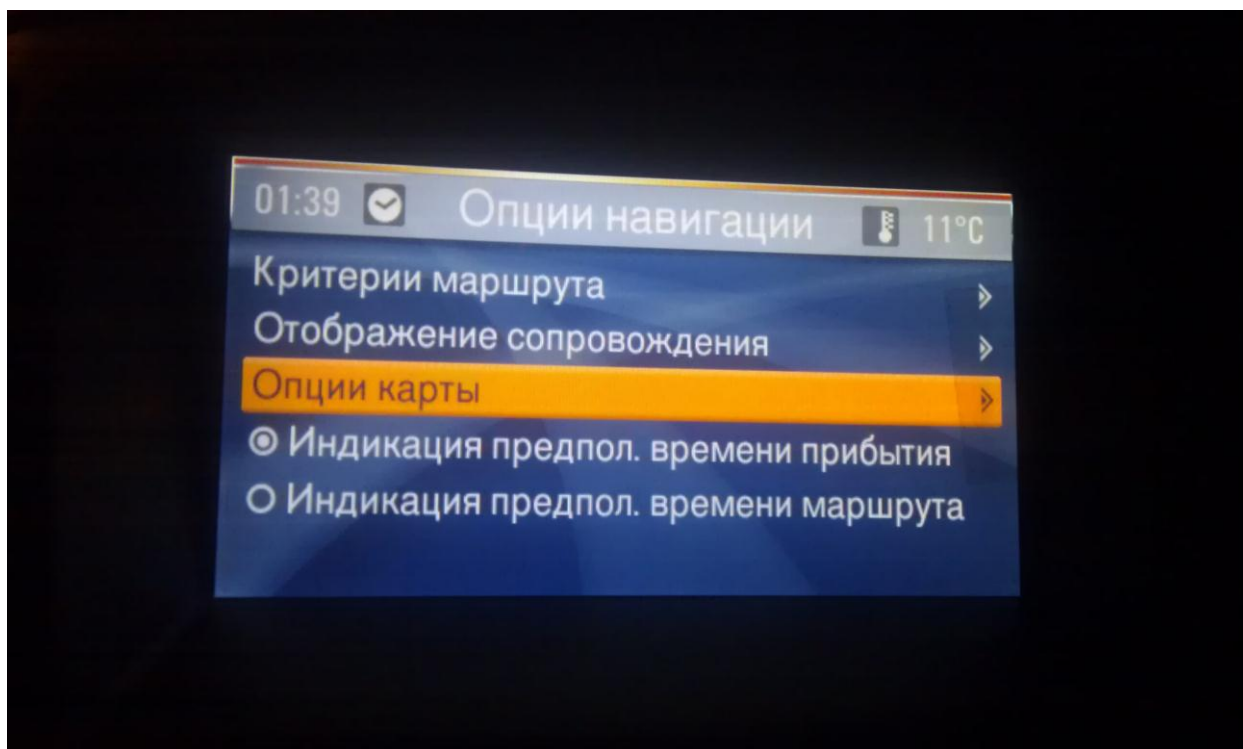 01:39 Опции навигации 11°C
Критерии маршрута
Отображение сопровождения
Опции карты
Индикация предпол. времени прибытия
Индикация предпол. времени маршрута